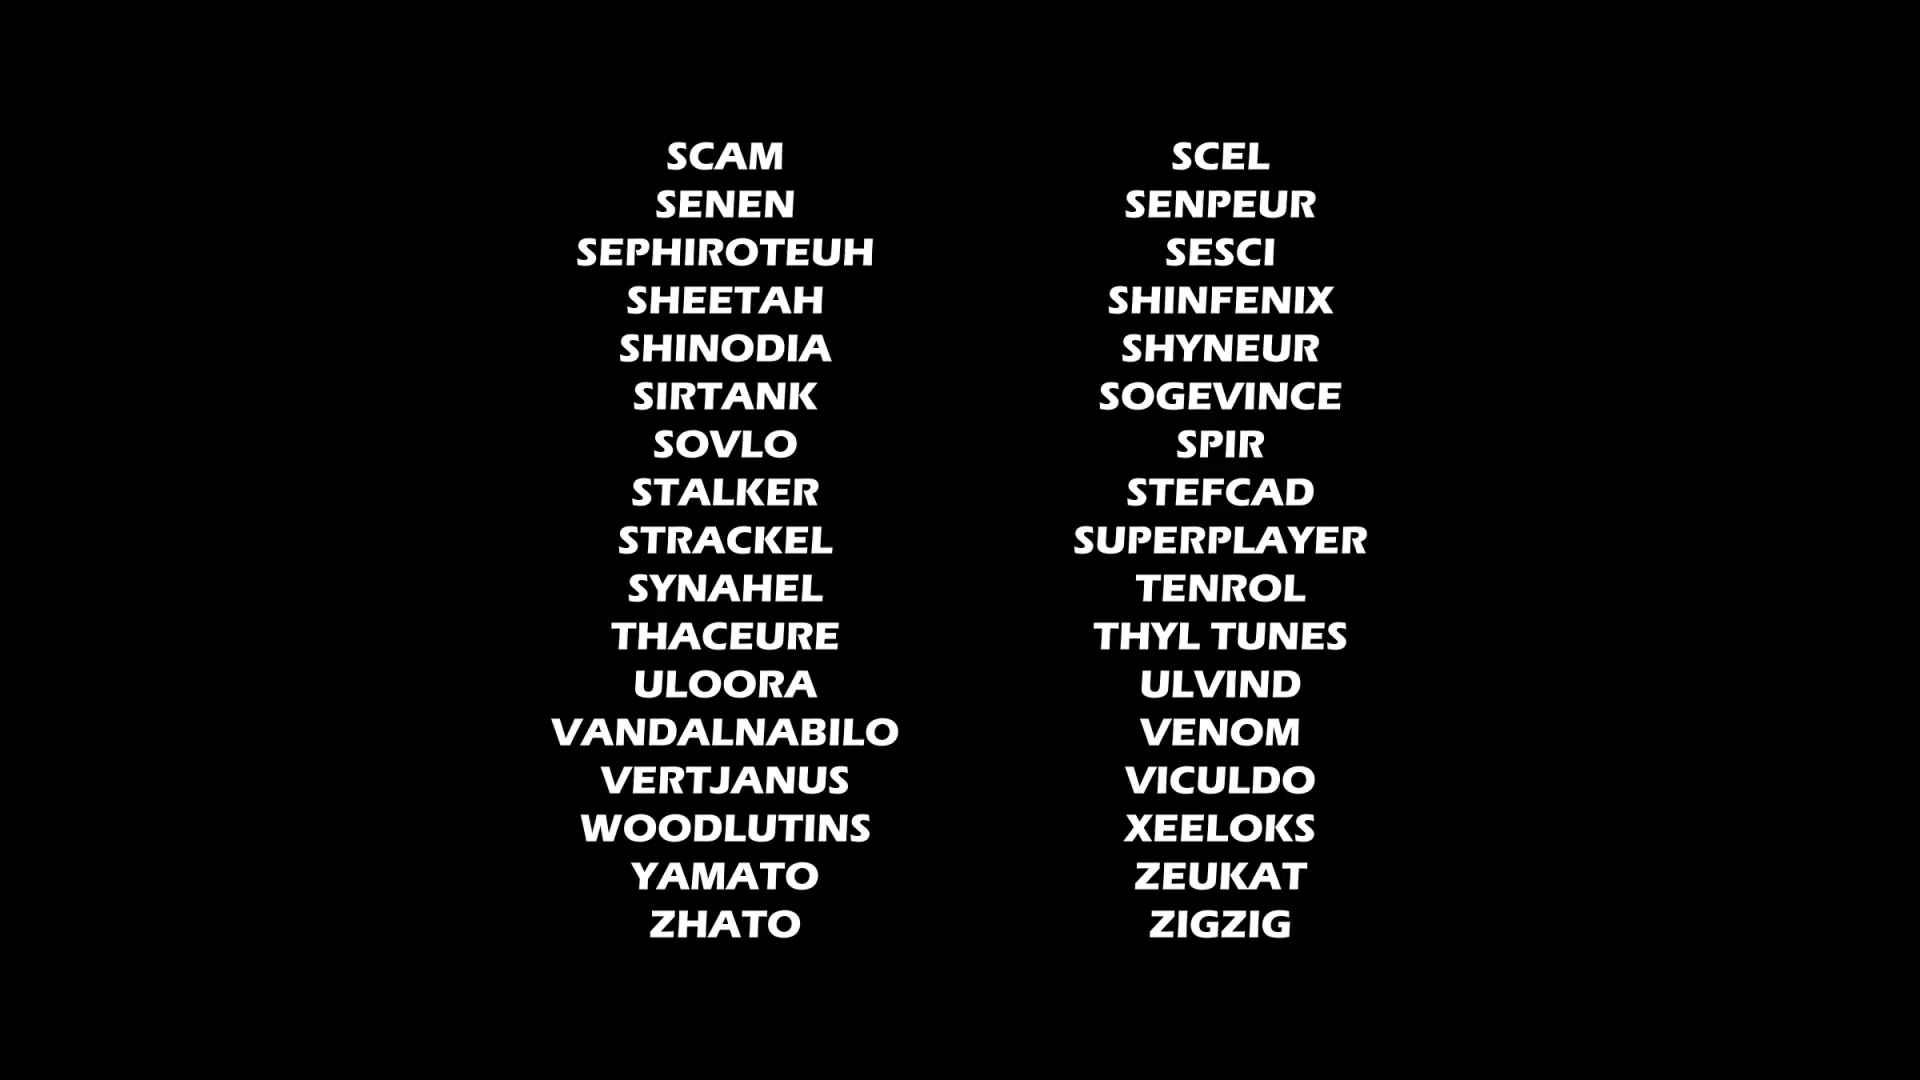 SCAM SCEL
SENEN SENPEUR
SEPHIROTEUH SESCI
SHEETAH SHINFENIX
SHINODIA SHYNEUR
SIRTANK SOGEVINCE
SOVLO SPIR
STALKER STEFCAD
STRACKEL SUPERPLAYER
SYNAHEL TENROL
THACEURE THYL TUNES
ULOORA ULVIND
VANDALNABILO VENOM
VERTJANUS VICULDO
WOODLUTINS XEELOKS
YAMATO ZEUKAT
ZHATO ZIGZIG